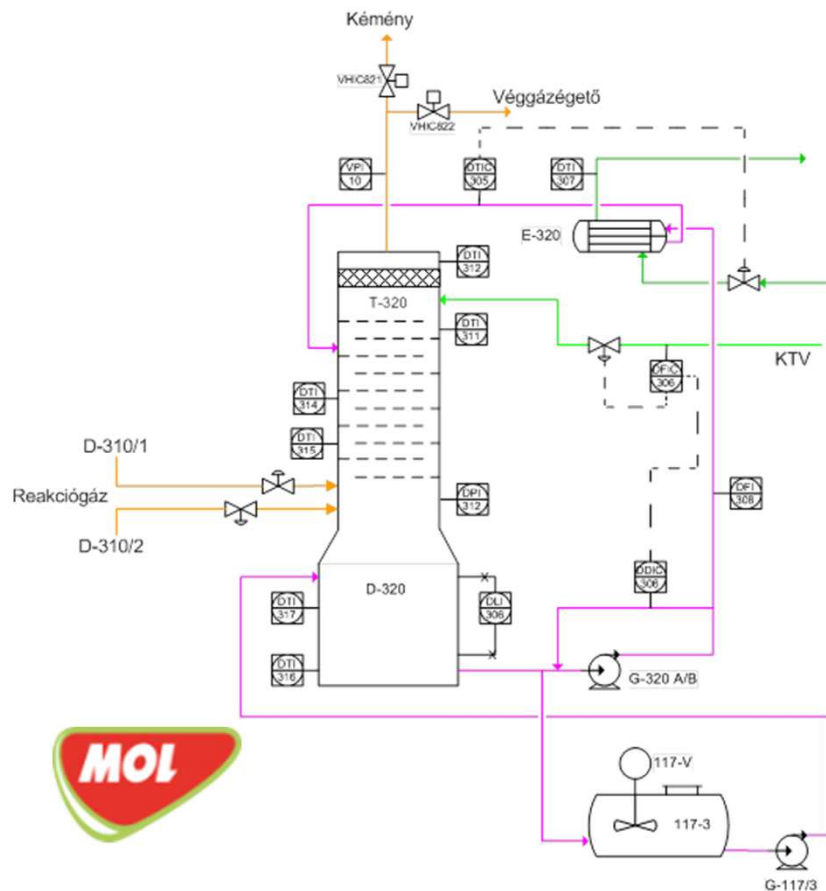 Kémény
VHIC821
Véggázégető
VHIC822
VPI
10
DTIC
305
DTI
307
E-320
DTI
312
T-320
DTI
311
DFIC
306
KTV
DTI
314
DTI
315
D-310/1
Reakciógáz
D-310/2
DPI
312
DFI
308
D-320
DDIC
306
DTI
317
DLI
306
DTI
316
G-320 A/B
MOL
117-V
117-3
G-117/3